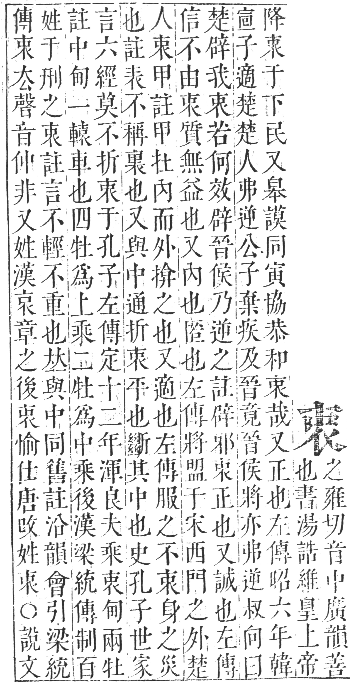 衷之雍切音中廣韻善
也書湯誥維皇上帝
降衷于下民又皋謨同寅協恭和衷哉又正也左傳昭六年韓
宣子適楚楚人弗逆公子棄疾及晉竟晉侯將亦弗逆叔向曰
楚辟我衷若何效辟晉侯乃逆之註辟邪衷正也又誠也左傳
信不由衷質無益也又內也也左傳將盟于宋西門之外楚
人衷甲註甲在內而外揜之也又適也左傳服之不衷身之災
也註表不稱裏也又與中通折衷平也斷其中也史孔子世家
言六經莫不折衷于孔子左傳定十二年渾良夫乘衷甸兩牡
註中甸一轅車也四牡爲上乘二牡爲中乘後漢梁統傳制百
姓于刑之衷註言不輕不重也𠀤與中同舊註沿韻會引梁統
傳衷厺聲音仲非又姓漢哀章之後衷愉仕唐改姓衷○說文